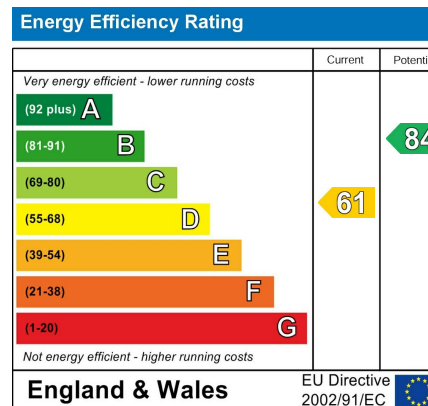 Energy Efficiency Rating
Current Potenti
Very energy efficient - lower running costs
(92 plus) A
(81-91) B
84
(69-80) C
61
(55-68) D
(39-54) E
(21-38) F
(1-20) G
Not energy efficient - higher running costs
England & Wales
EU Directive
2002/91/EC